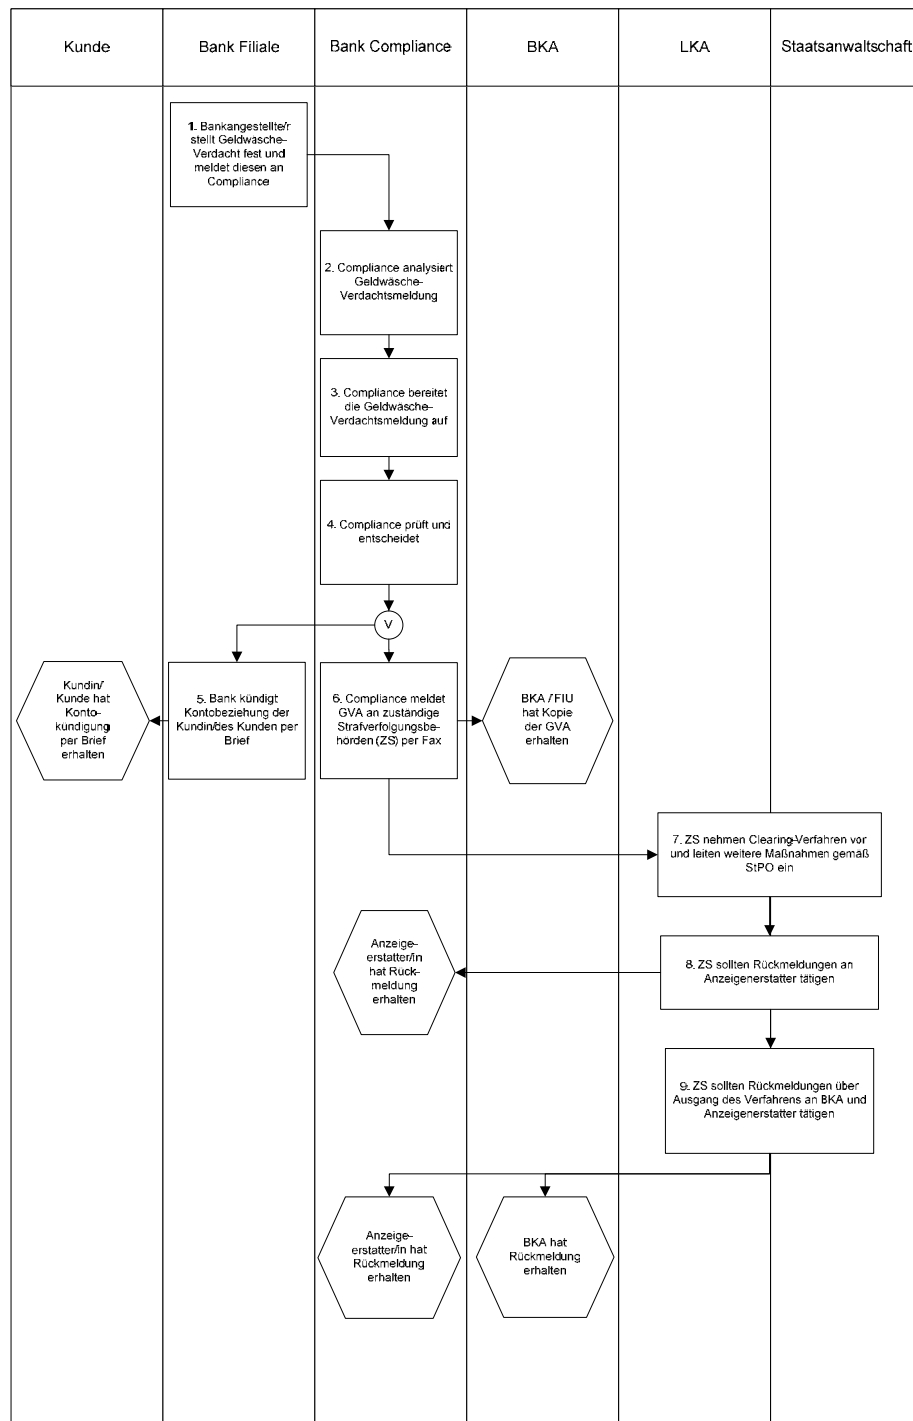 Kunde
Bank Filiale
Bank Compliance
BKA
LKA
Staatsanwaltschaft
1. Bankangestellte/r
stellt Geldwäsche-
Verdacht fest und
meldet diesen an
Compliance
2. Compliance analysiert
Geldwäsche-
Verdachtsmeldung
3. Compliance bereitet
die Geldwäsche-
Verdachtsmeldung auf
4. Compliance prüft und
entscheidet
V
Kundin/
Kunde hat
Konto-
kündigung
per Brief
erhalten
5. Bank kündigt
Kontobeziehung der
Kundin/des Kunden per
Brief
6. Compliance meldet
GVA an zuständige
Strafverfolgungsbe-
hörden (ZS) per Fax
BKA / FIU
hat Kopie
der GVA
erhalten
7. ZS nehmen Clearing-Verfahren vor
und leiten weitere Maßnahmen gemäß
StPO ein
Anzeige-
erstatter/in
hat Rück-
meldung
erhalten
8. ZS sollten Rückmeldungen an
Anzeigenerstatter tätigen
9. ZS sollten Rückmeldungen über
Ausgang des Verfahrens an BKA und
Anzeigenerstatter tätigen
Anzeige-
erstatter/in hat
Rückmeldung
erhalten
BKA hat
Rückmeldung
erhalten